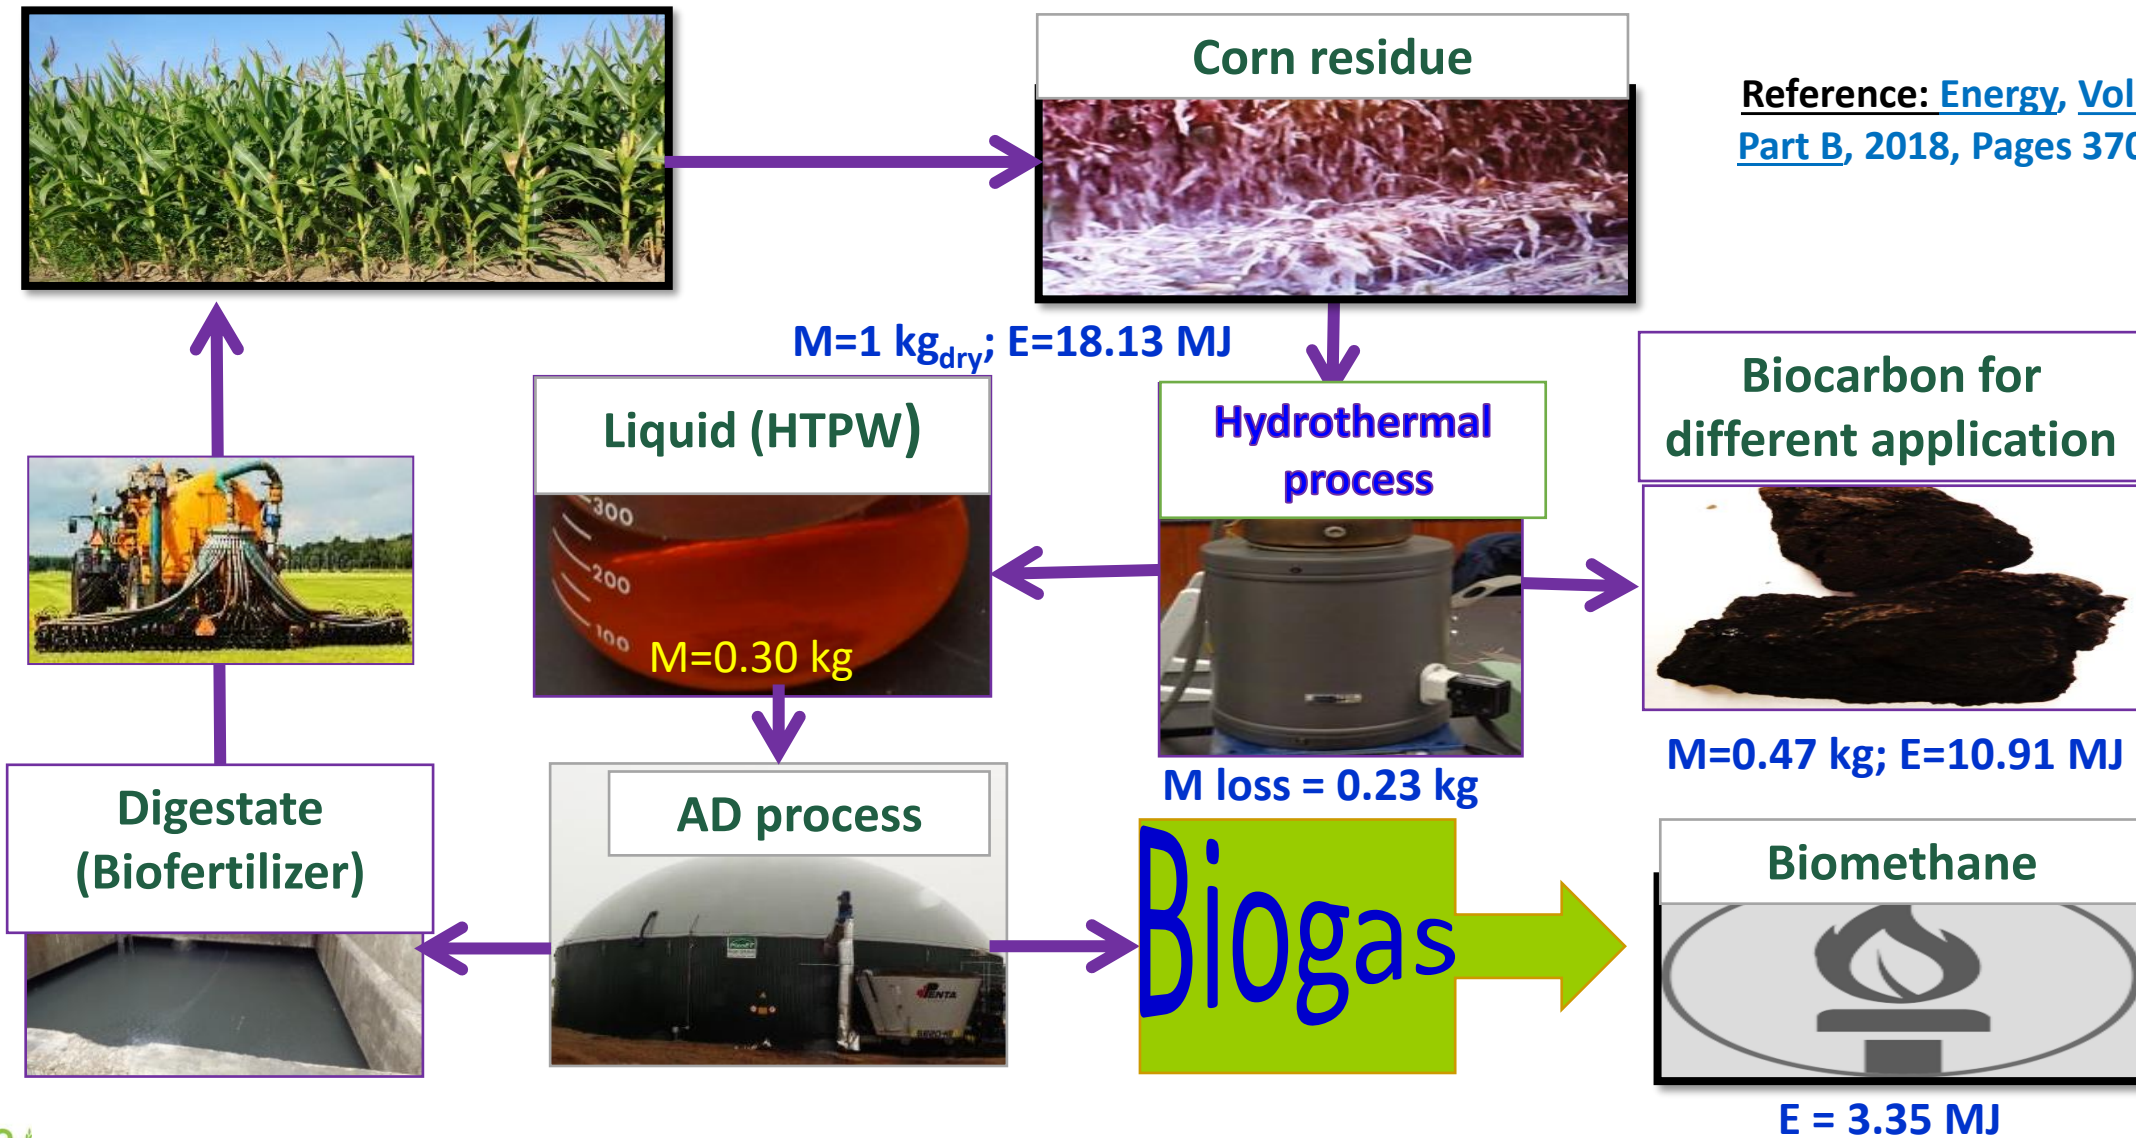 Corn residue
Reference: Energy, Vol
Part B, 2018, Pages 370
M=1 kgdry; E=18.13 MJ
Liquid (HTPW)
300
200
100
M=0.30 kg
Hydrothermal
process
M loss = 0.23 kg
Biocarbon for
different application
M=0.47 kg; E=10.91 MJ
Digestate
(Biofertilizer)
AD process
PENTA
Biogas
Biomethane
E = 3.35 MJ